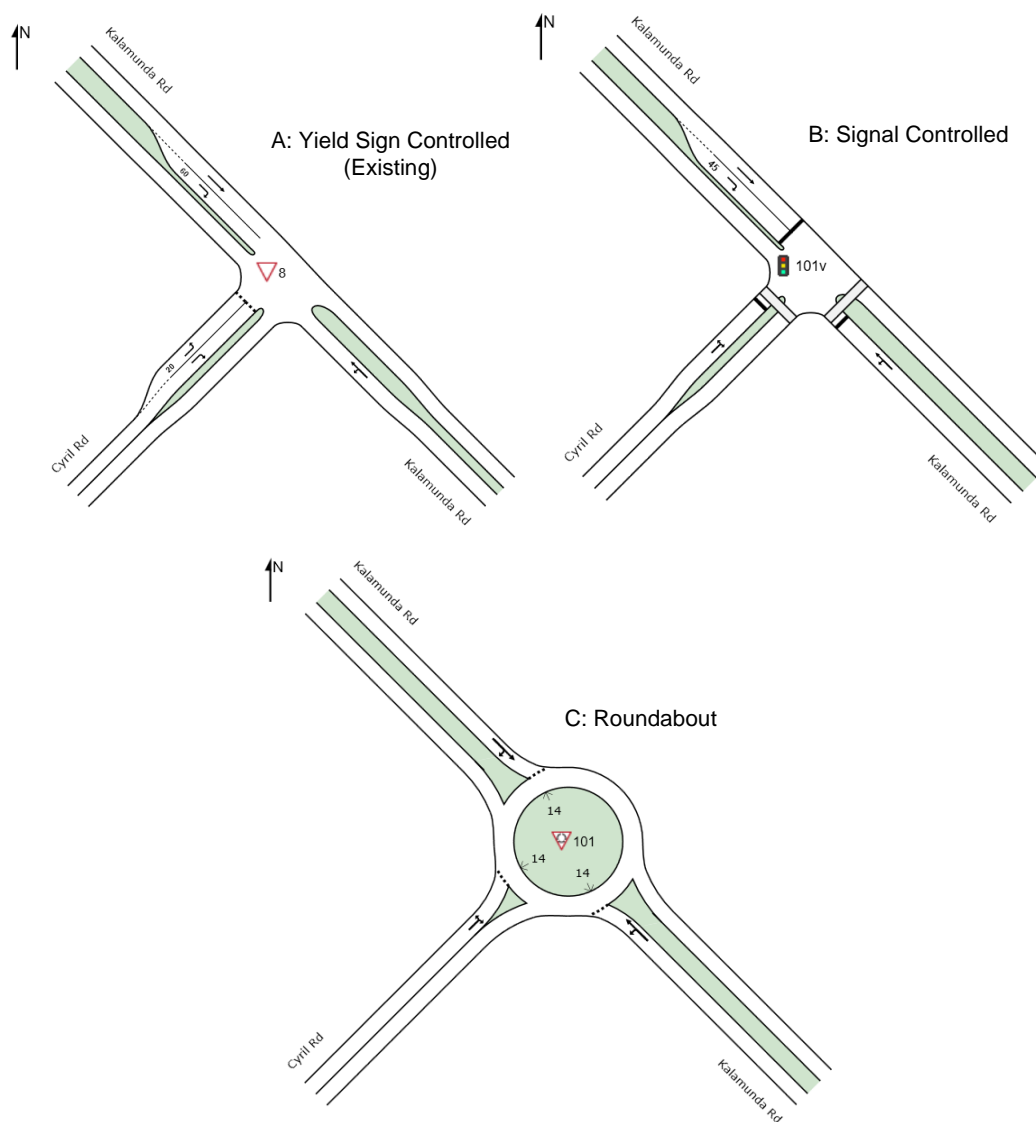 N
Kalamunda Rd
A: Yield Sign Controlled
(Existing)
60
8
20
Cyril Rd
Kalamunda Rd
N
Kalamunda Rd
B: Signal Controlled
45
101v
Cyril Rd
Kalamunda Rd
N
Kalamunda Rd
C: Roundabout
14
101
14
14
Cyril Rd
Kalamunda Rd